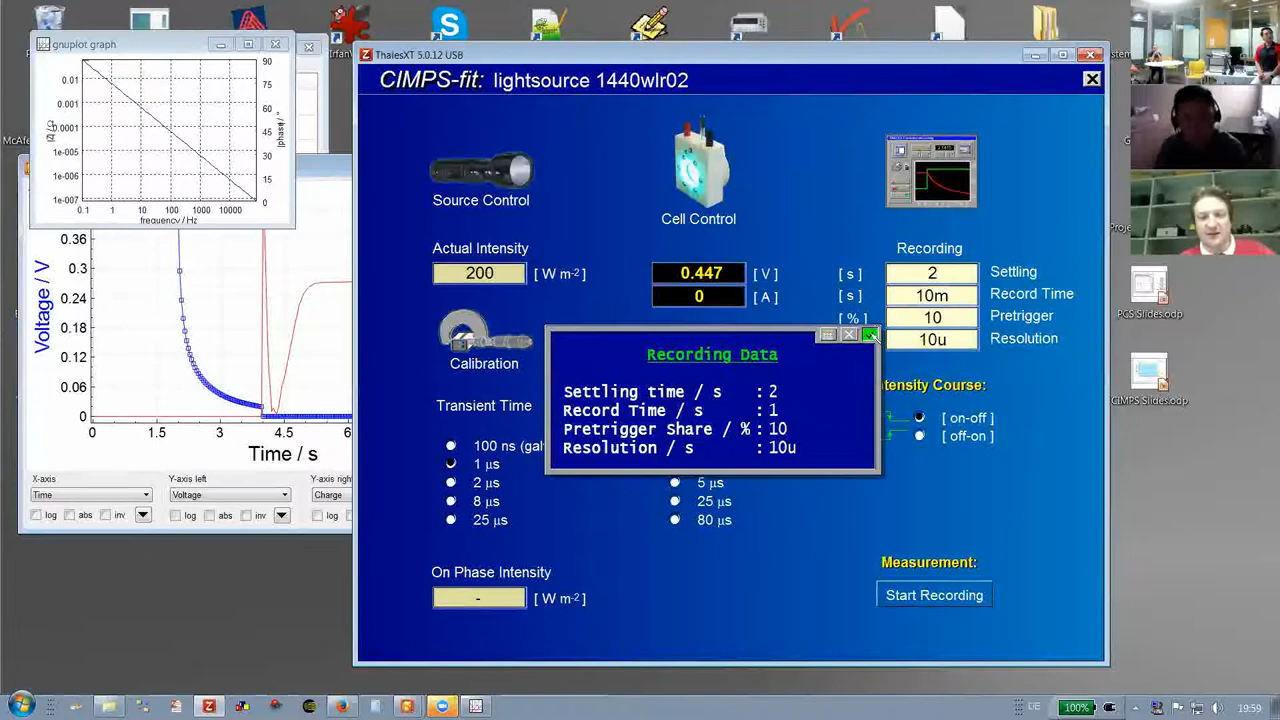 gnuplot graph
0.01
0.001
0.0001
1e-005
1e-006
1e-007
90
75
60
45
30
15
0
|phase| / °
0.1 1 10 100 1000 10000
frequency / Hz
McAfe
0.36
0.30
0.24
0.18
0.12
0.06
0
Voltage / V
0 1.5 3 4.5 6
Time / s
X-axis Y-axis left Y-axis right
Time Voltage Charge
log abs inv log abs inv log
ThalesXT 5.0.12 USB
CIMPS-fit: lightsource 1440wlr02
Source Control
Cell Control
Actual Intensity
200 [ W m-2 ]
0.447 [ V ]
0 [ A ]
Recording
[ s ] 2 Settling
[ s ] 10m Record Time
[ % ] 10 Pretrigger
10u Resolution
Calibration
Recording Data
Settling time / s : 2
Record Time / s : 1
Pretrigger Share / % : 10
Resolution / s : 10u
tensity Course:
[ on-off ]
[ off-on ]
Transient Time
100 ns (gal
1 µs
2 µs 5 µs
8 µs 25 µs
25 µs 80 µs
On Phase Intensity
- [ W m-2 ]
Measurement:
Start Recording
PCS Slides.odp
CIMPS Slides.odp
100%
19:59